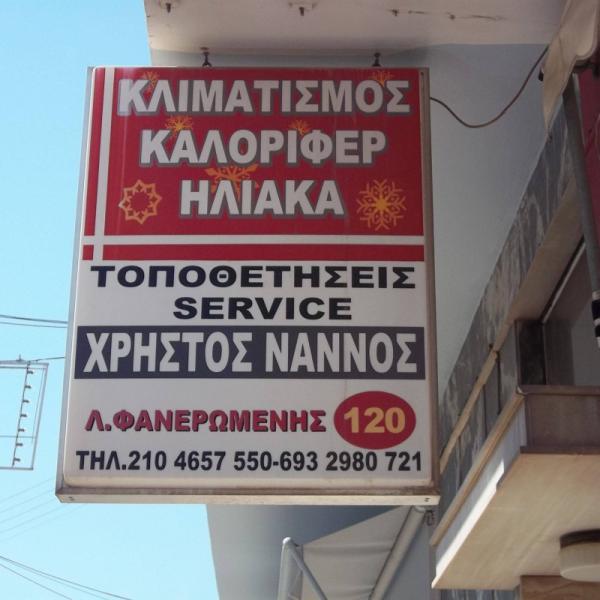 ΚΛΙΜΑΤΙΣΜΟΣ
ΚΑΛΟΡΙΦΕΡ
ΗΛΙΑΚΑ
ΤΟΠΟΘΕΤΗΣΕΙΣ
SERVICE
ΧΡΗΣΤΟΣ ΝΑΝΝΟΣ
Λ.ΦΑΝΕΡΩΜΕΝΗΣ 120
ΤΗΛ.210 4657 550-693 2980 721